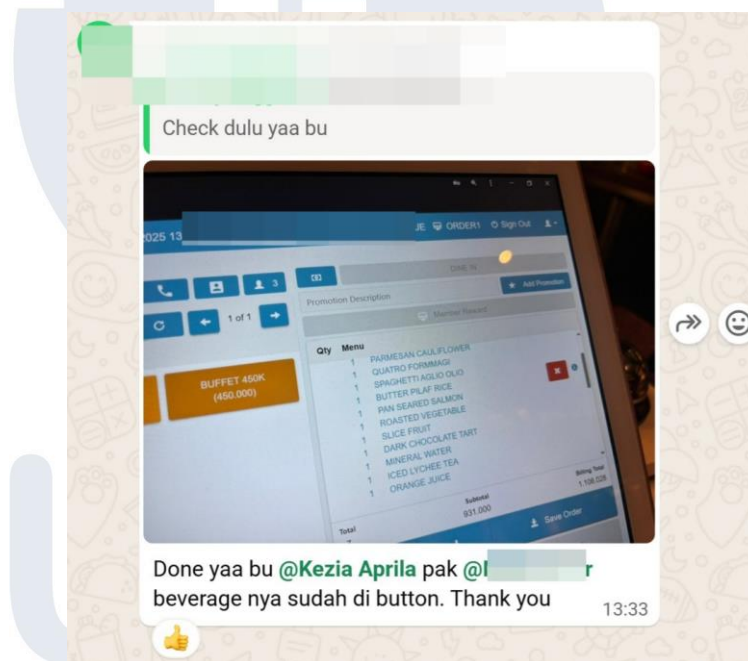 Check dulu yaa bu
2025 13
JE ORDER1 Sign Out
3
DINE IN
Promotion Description
Add Promotion
1 of 1
Member Reward
Qty Menu
1 PARMESAN CAULIFLOWER
1 QUATRO FORMMAGI
1 SPAGHETTI AGLIO OLIO
1 BUTTER PILAF RICE
1 PAN SEARED SALMON
1 ROASTED VEGETABLE
1 SLICE FRUIT
1 DARK CHOCOLATE TART
1 MINERAL WATER
1 ICED LYCHEE TEA
1 ORANGE JUICE
BUFFET 450K
(450.000)
Total
Subtotal
931.000
Billing Total
1.106.028
Save Order
Done yaa bu @Kezia Aprila pak @
beverage nya sudah di button. Thank you
13:33